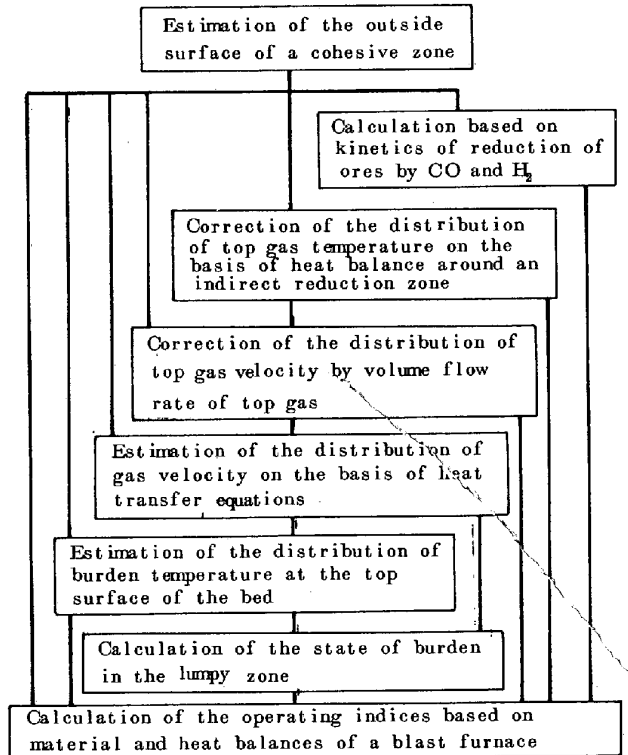 Estimation of the outside
surface of a cohesive zone
Calculation based on
kinetics of reduction of
ores by CO and H₂
Correction of the distribution
of top gas temperature on the
basis of heat balance around an
indirect reduction zone
Correction of the distribution of
top gas velocity by volume flow
rate of top gas
Estimation of the distribution of
gas velocity on the basis of heat
transfer equations
Estimation of the distribution of
burden temperature at the top
surface of the bed
Calculation of the state of burden
in the lumpy zone
Calculation of the operating indices based on
material and heat balances of a blast furnace